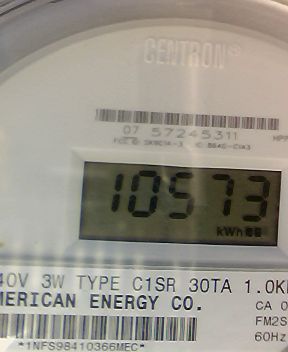 CENTRON®
07 57245311
10573
kWh
40V 3W TYPE C1SR 30TA 1.0K
MERICAN ENERGY CO.
CA 0
FM2S
60Hz
*1NFS98410366MEC*